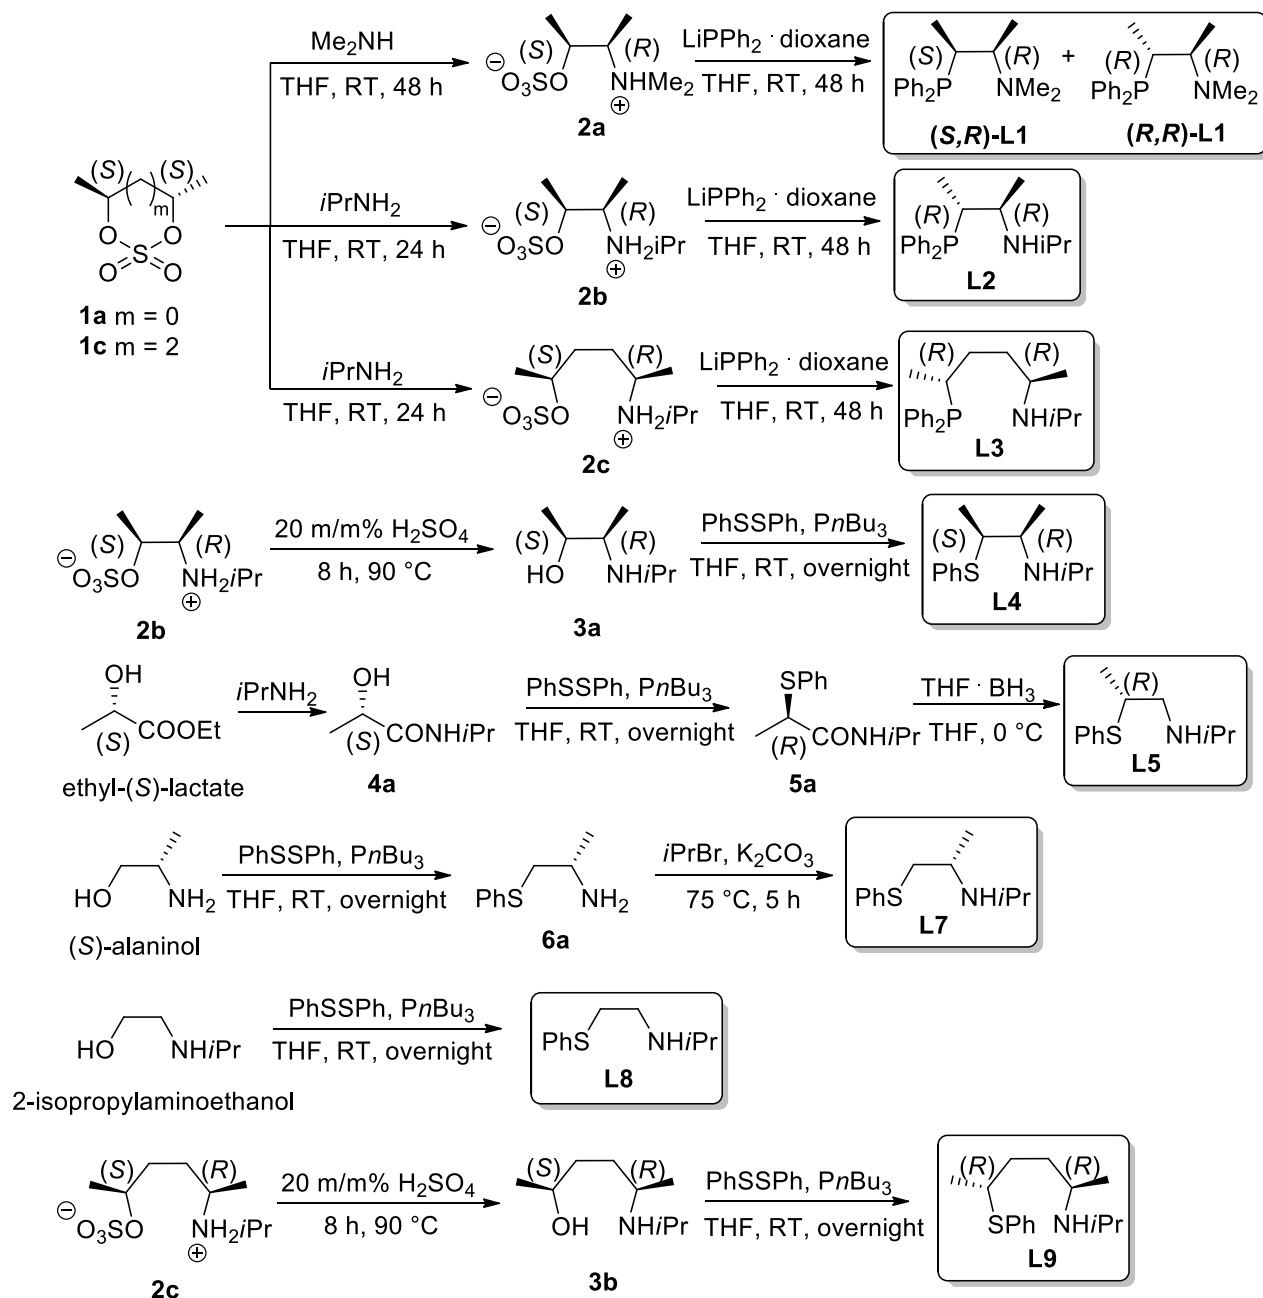 Me2NH
THF, RT, 48 h
(S) (R)
⊖ O3SO NHMe2 ⊕
2a
LiPPh2 · dioxane
THF, RT, 48 h
(S) (R) + (R) (R)
Ph2P NMe2 Ph2P NMe2
(S,R)-L1 (R,R)-L1
(S) (S)
( ) m
O O
S
O O
1a m = 0
1c m = 2
iPrNH2
THF, RT, 24 h
(S) (R)
⊖ O3SO NH2iPr ⊕
2b
LiPPh2 · dioxane
THF, RT, 48 h
(R) (R)
Ph2P NHiPr
L2
iPrNH2
THF, RT, 24 h
(S) (R)
⊖ O3SO NH2iPr ⊕
2c
LiPPh2 · dioxane
THF, RT, 48 h
(R) (R)
Ph2P NHiPr
L3
(S) (R)
⊖ O3SO NH2iPr ⊕
2b
20 m/m% H2SO4
8 h, 90 °C
(S) (R)
HO NHiPr
3a
PhSSPh, PnBu3
THF, RT, overnight
(S) (R)
PhS NHiPr
L4
OH
COOEt
(S)
ethyl-(S)-lactate
iPrNH2
OH
(S) CONHiPr
4a
PhSSPh, PnBu3
THF, RT, overnight
SPh
(R) CONHiPr
5a
THF · BH3
THF, 0 °C
(R)
PhS NHiPr
L5
HO NH2
(S)-alaninol
PhSSPh, PnBu3
THF, RT, overnight
PhS NH2
6a
iPrBr, K2CO3
75 °C, 5 h
PhS NHiPr
L7
HO NHiPr
2-isopropylaminoethanol
PhSSPh, PnBu3
THF, RT, overnight
PhS NHiPr
L8
(S) (R)
⊖ O3SO NH2iPr ⊕
2c
20 m/m% H2SO4
8 h, 90 °C
(S) (R)
OH NHiPr
3b
PhSSPh, PnBu3
THF, RT, overnight
(R) (R)
SPh NHiPr
L9